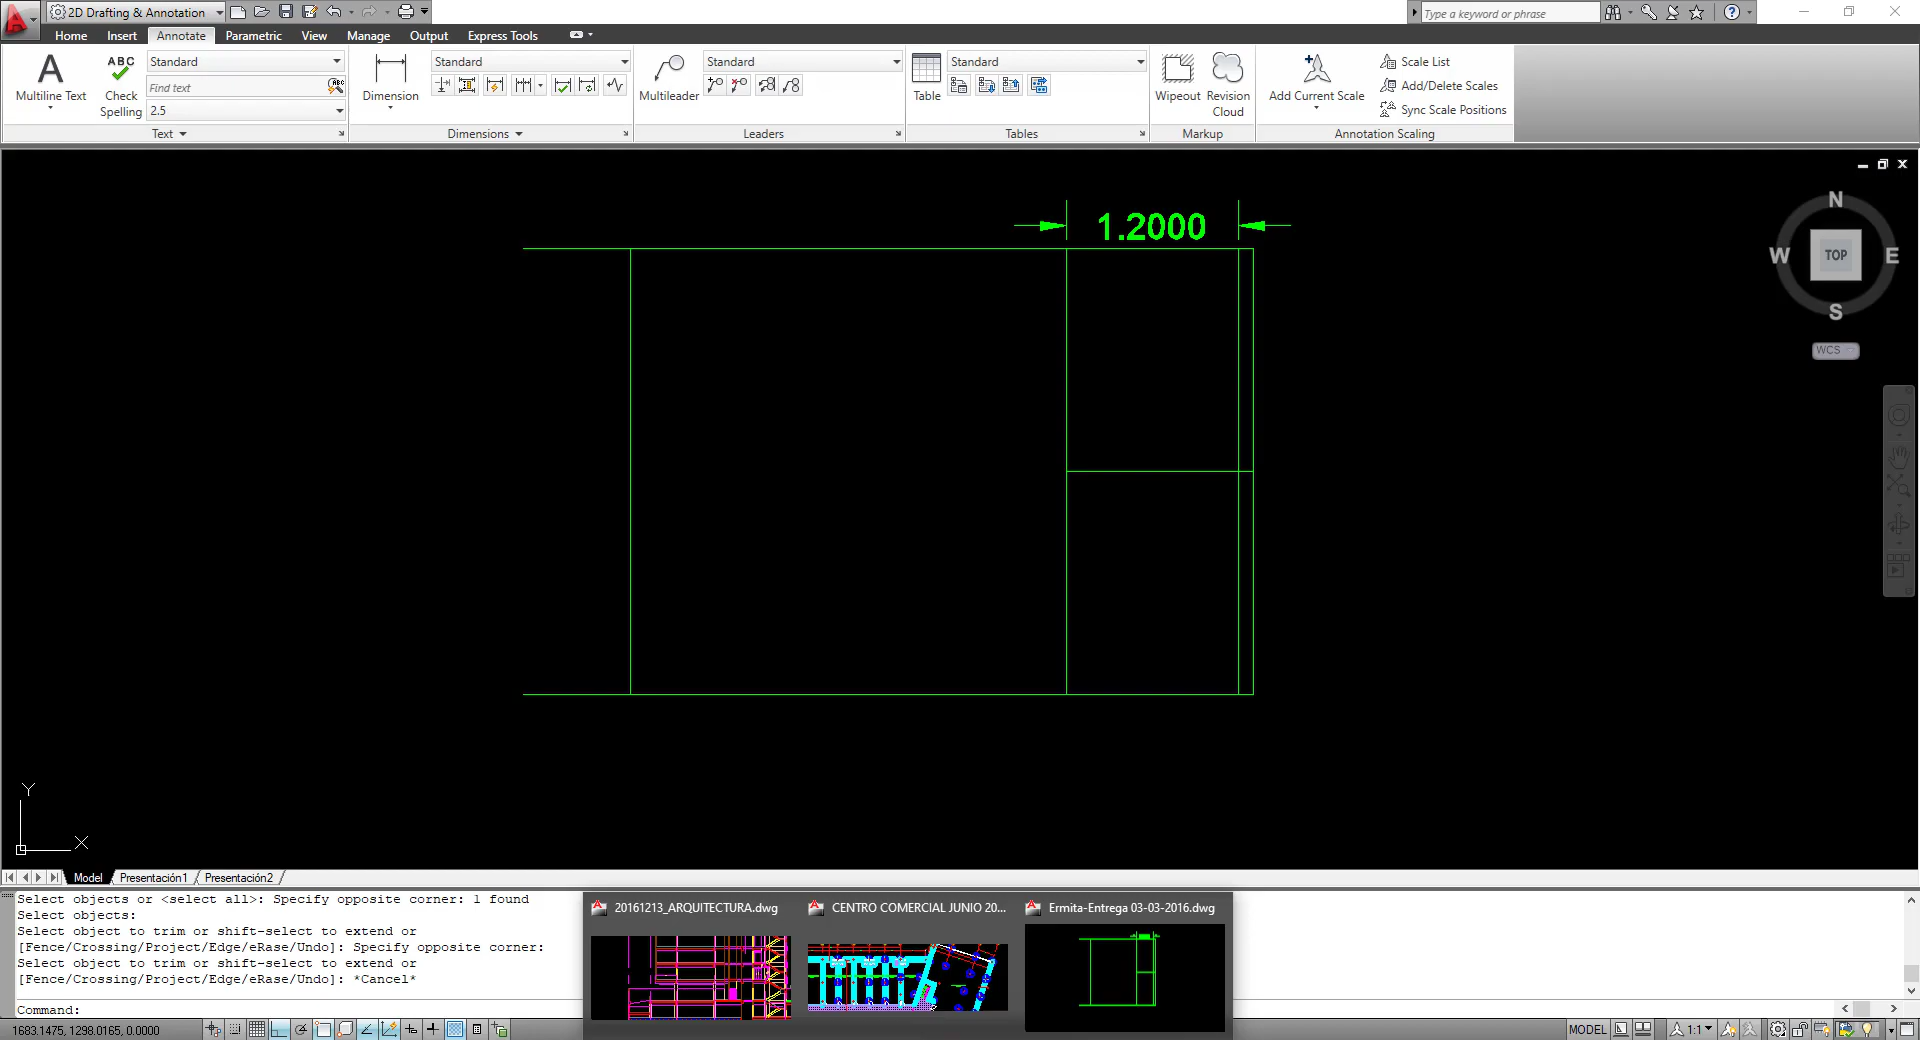 2D Drafting & Annotation
Type a keyword or phrase
Home Insert Annotate Parametric View Manage Output Express Tools
A
Multiline Text
ABC
Check
Spelling
Standard
Find text
ABC
2.5
Text
Dimension
Standard
Dimensions
Multileader
Standard
Leaders
Table
Standard
Tables
Wipeout
Revision
Cloud
Markup
Add Current Scale
Scale List
Add/Delete Scales
Sync Scale Positions
Annotation Scaling
1.2000
N
W TOP E
S
WCS
Y
X
Model Presentación1 Presentación2
Select objects or <select all>: Specify opposite corner: 1 found
Select objects:
Select object to trim or shift-select to extend or
[Fence/Crossing/Project/Edge/eRase/Undo]: Specify opposite corner:
Select object to trim or shift-select to extend or
[Fence/Crossing/Project/Edge/eRase/Undo]: *Cancel*
Command:
20161213_ARQUITECTURA.dwg
CENTRO COMERCIAL JUNIO 20...
Ermita-Entrega 03-03-2016.dwg
1683.1475, 1298.0165, 0.0000
MODEL
1:1